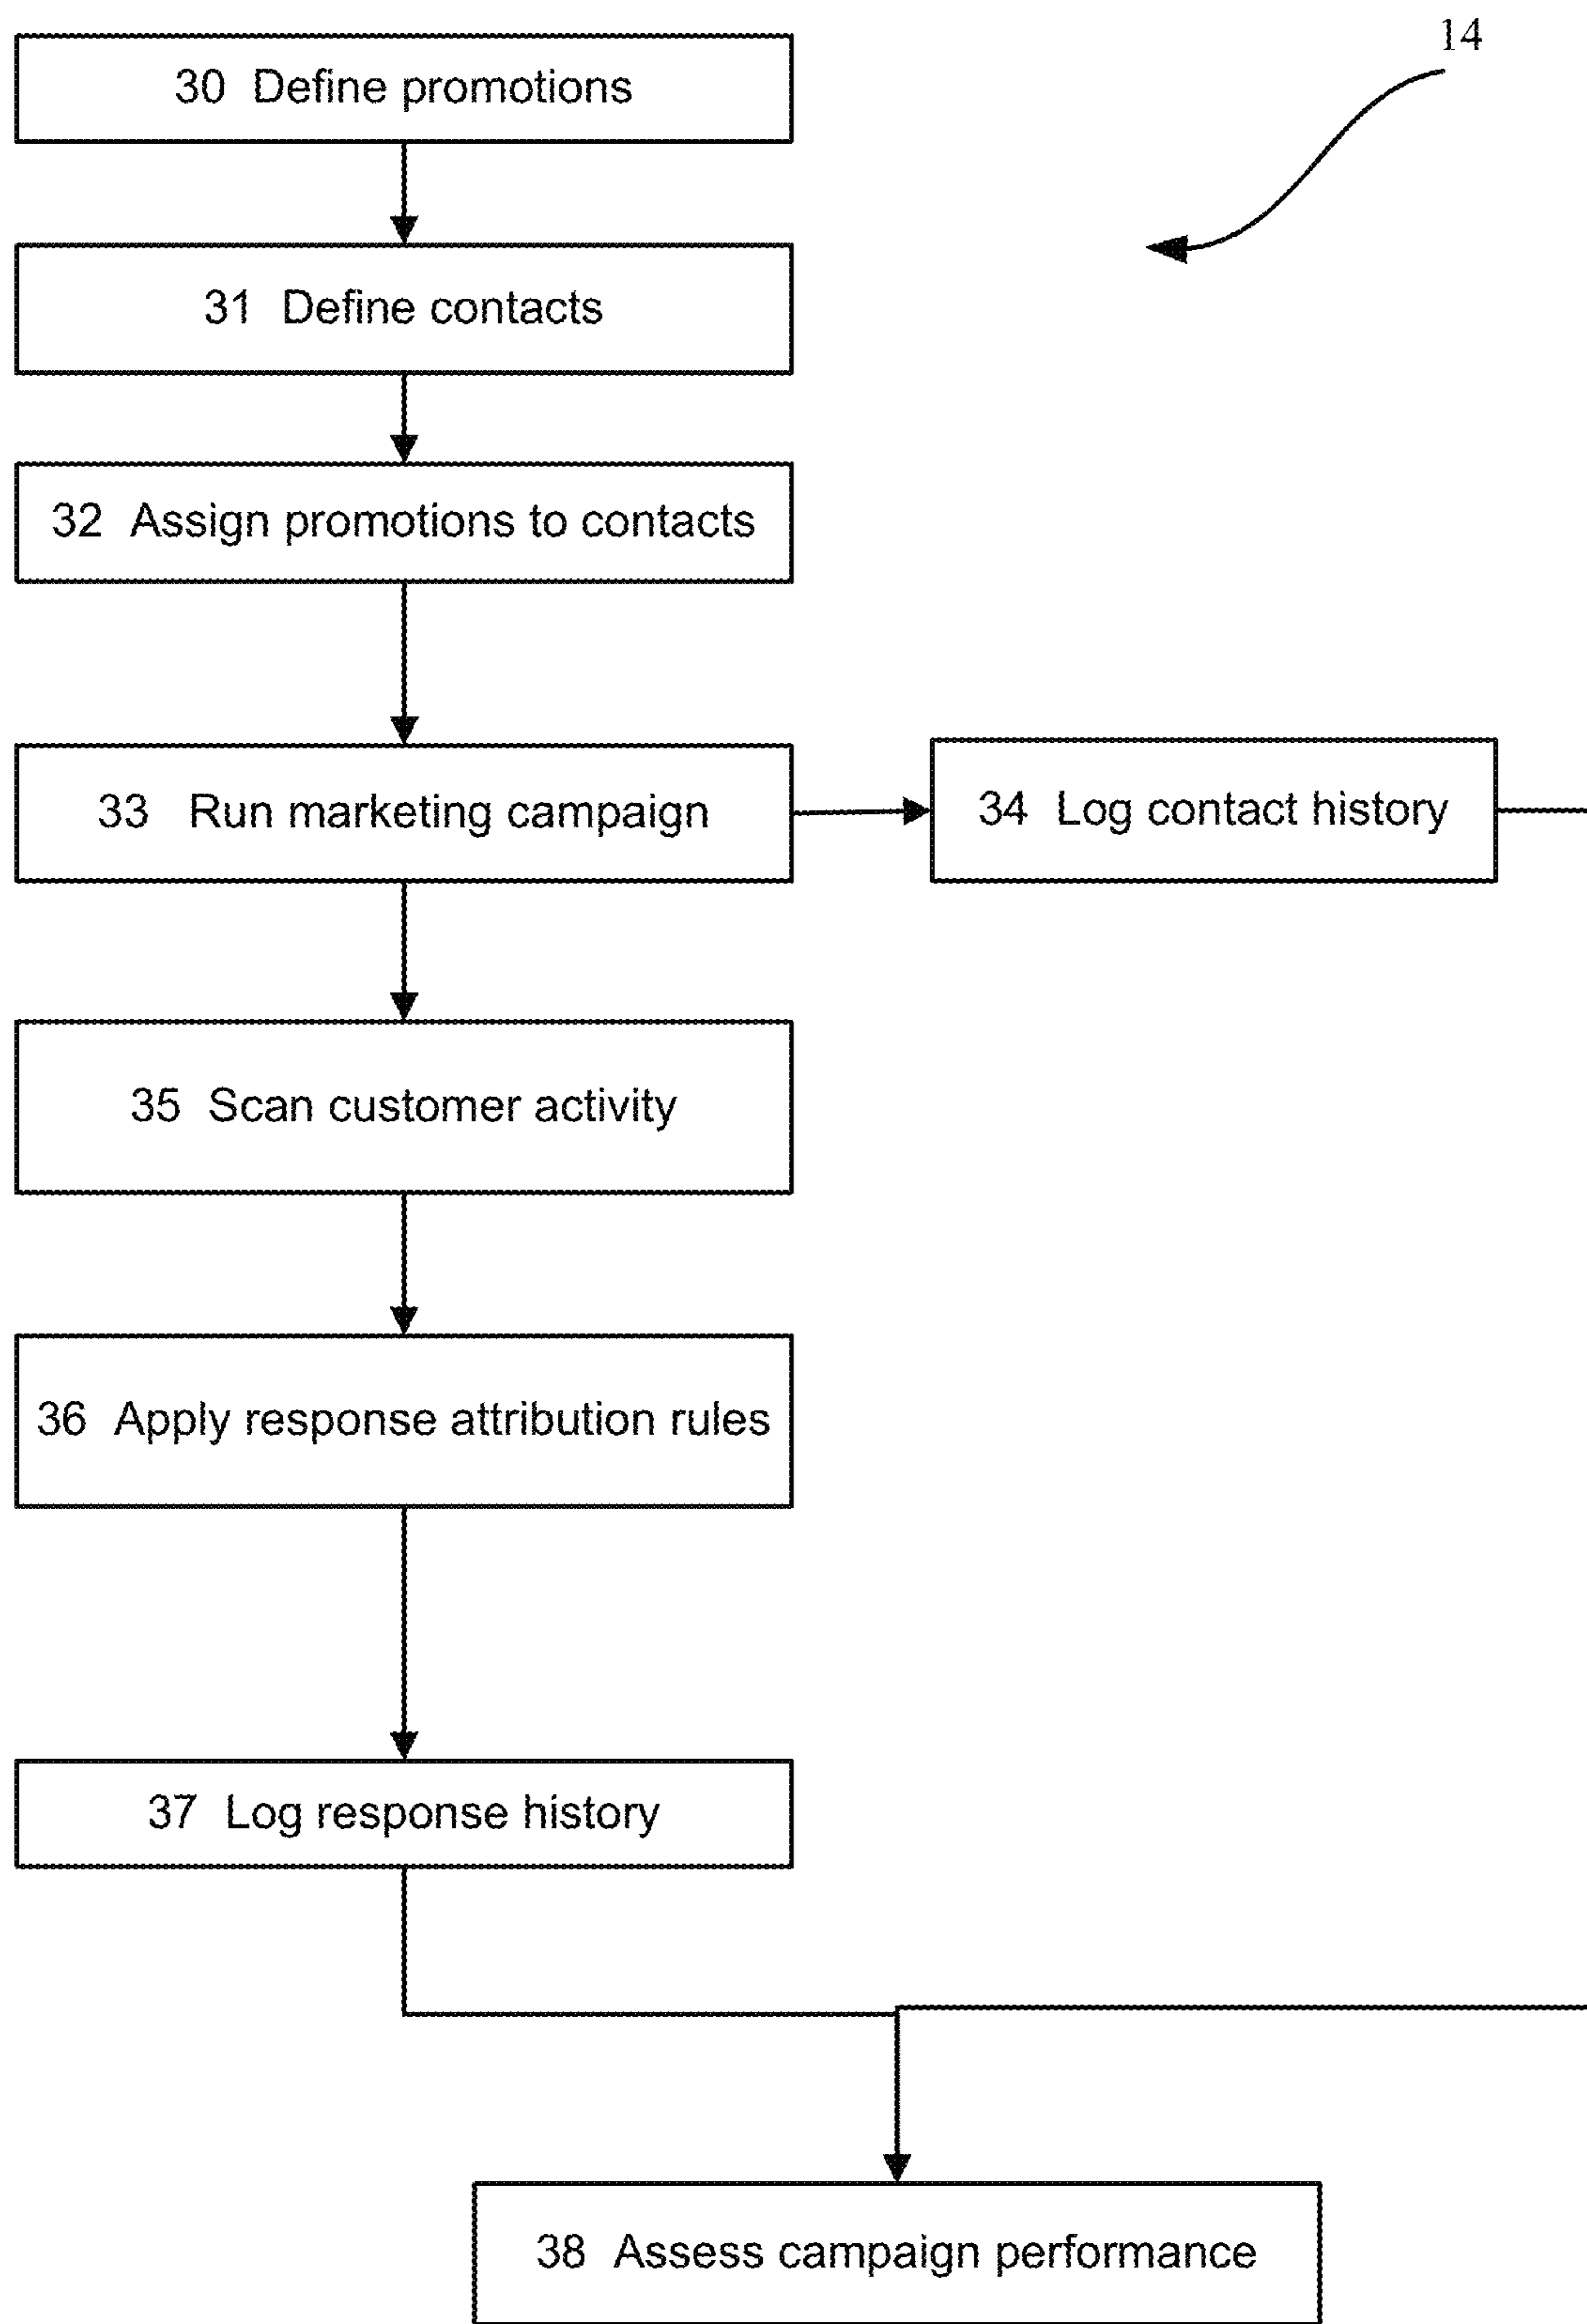 14
30 Define promotions
31 Define contacts
32 Assign promotions to contacts
33 Run marketing campaign
34 Log contact history
35 Scan customer activity
36 Apply response attribution rules
37 Log response history
38 Assess campaign performance